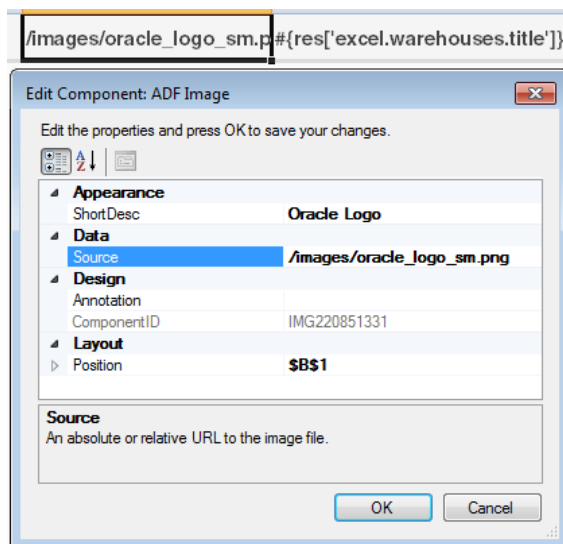 /images/oracle_logo_sm.p #{res['excel.warehouses.title']}
Edit Component: ADF Image
Edit the properties and press OK to save your changes.
Appearance
ShortDesc Oracle Logo
Data
Source /images/oracle_logo_sm.png
Design
Annotation
ComponentID IMG220851331
Layout
Position $B$1
Source
An absolute or relative URL to the image file.
OK Cancel